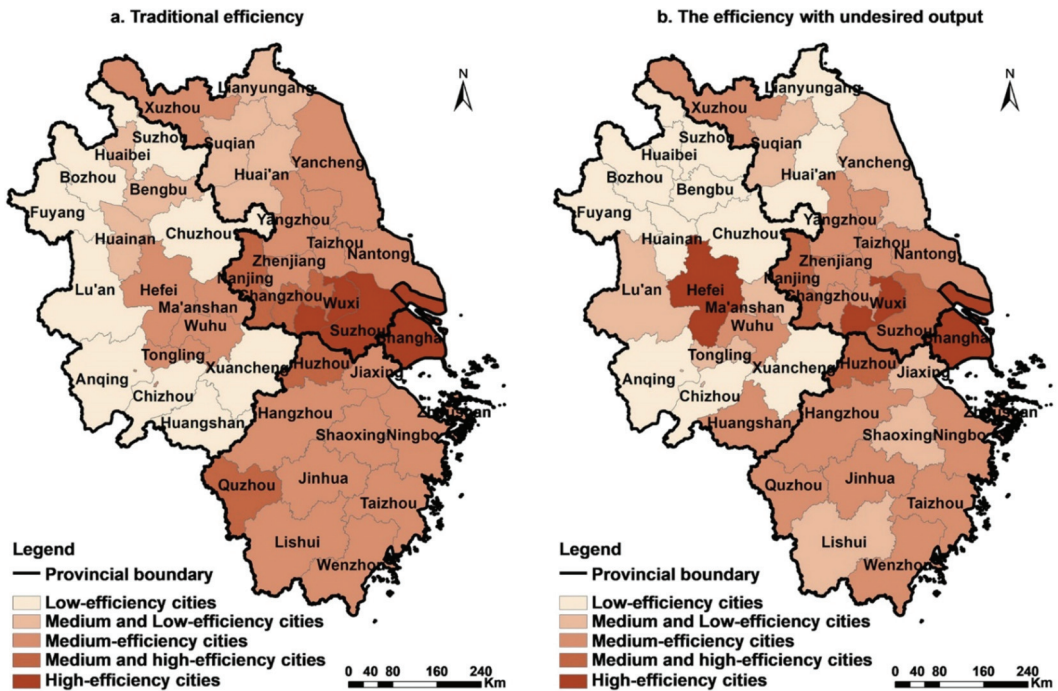 a. Traditional efficiency
N
Lianyungang
Xuzhou
Suzhou
Suqian
Huaibei
Yancheng
Bozhou
Huai'an
Bengbu
Fuyang
Yangzhou
Chuzhou
Huainan
Taizhou
Nantong
Zhenjiang
Nanjing
Lu'an
Hefei
Changzhou
Wuxi
Ma'anshan
Wuhu
Suzhou
Shanghai
Tongling
Xuancheng
Huzhou
Jiaxing
Anqing
Chizhou
Hangzhou
Zhoushan
Huangshan
Shaoxing
Ningbo
Quzhou
Jinhua
Taizhou
Lishui
Wenzhou
Legend
Provincial boundary
Low-efficiency cities
Medium and Low-efficiency cities
Medium-efficiency cities
Medium and high-efficiency cities
High-efficiency cities
0 40 80 160 240
Km
b. The efficiency with undesired output
N
Lianyungang
Xuzhou
Suzhou
Suqian
Huaibei
Yancheng
Bozhou
Huai'an
Bengbu
Fuyang
Yangzhou
Chuzhou
Huainan
Taizhou
Nantong
Zhenjiang
Nanjing
Lu'an
Hefei
Changzhou
Wuxi
Ma'anshan
Wuhu
Suzhou
Shanghai
Tongling
Xuancheng
Huzhou
Jiaxing
Anqing
Chizhou
Hangzhou
Zhoushan
Huangshan
Shaoxing
Ningbo
Quzhou
Jinhua
Taizhou
Lishui
Wenzhou
Legend
Provincial boundary
Low-efficiency cities
Medium and Low-efficiency cities
Medium-efficiency cities
Medium and high-efficiency cities
High-efficiency cities
0 40 80 160 240
Km